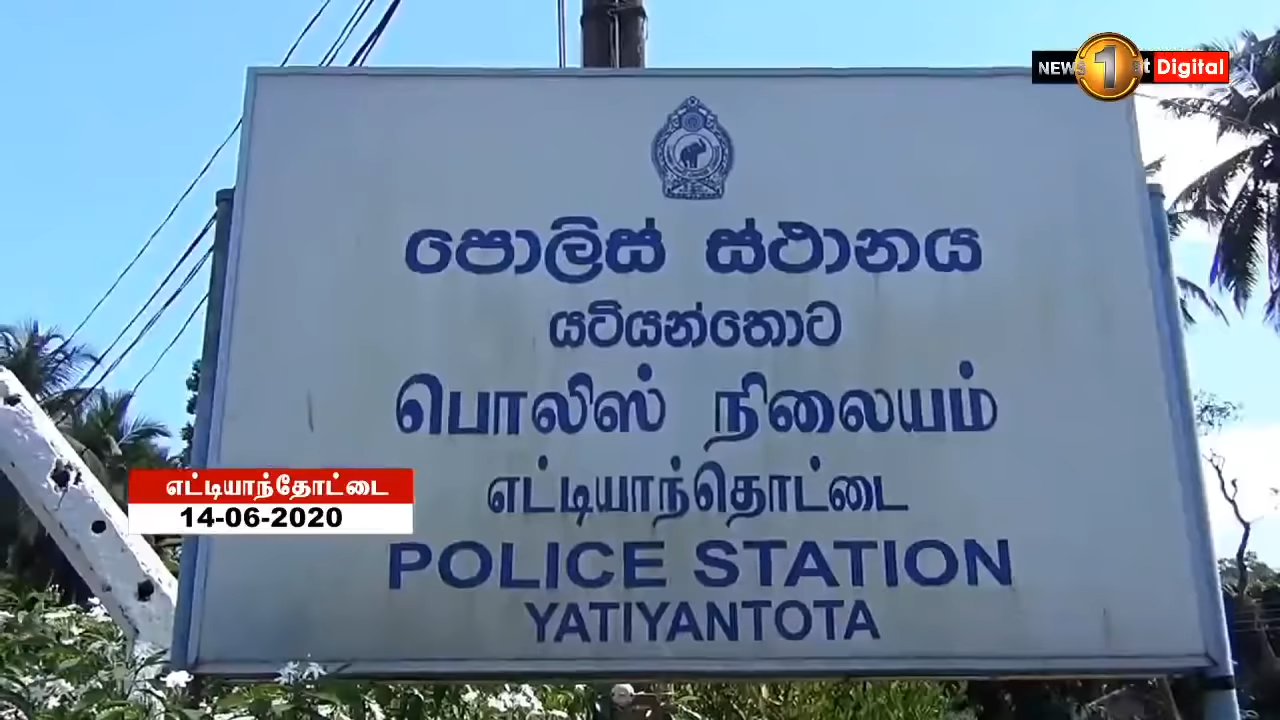 NEWS 1st Digital
පොලිස් ස්ථානය
යටියන්තොට
பொலிஸ் நிலையம்
எட்டியாந்தொட்டை
POLICE STATION
YATIYANTOTA
எட்டியாந்தோட்டை
14-06-2020